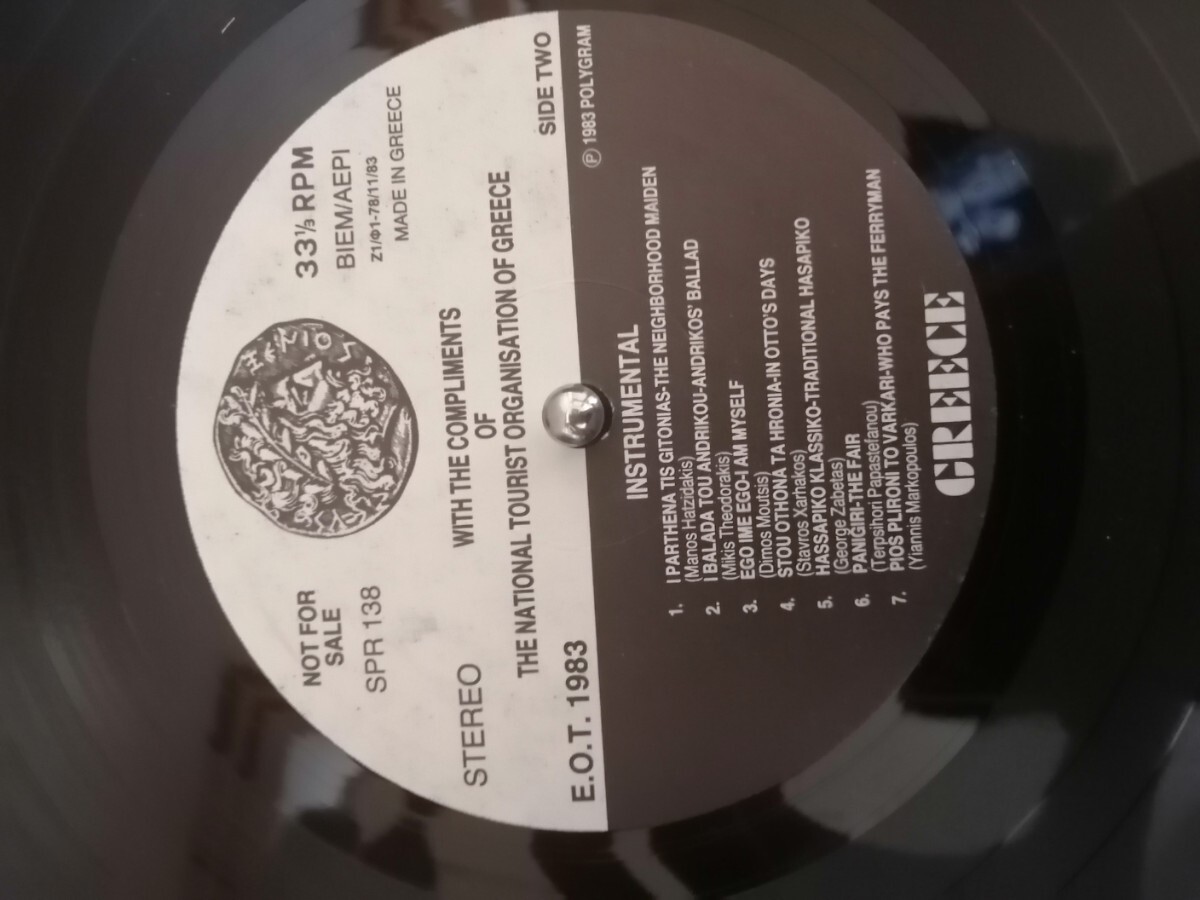 NOT FOR
SALE
SPR 138
33⅓ RPM
BIEM/AEPI
Z1/Φ1-78/11/83
MADE IN GREECE
STEREO
WITH THE COMPLIMENTS
OF
THE NATIONAL TOURIST ORGANISATION OF GREECE
E.O.T. 1983
SIDE TWO
Ⓟ 1983 POLYGRAM
INSTRUMENTAL
1. I PARTHENA TIS GITONIAS-THE NEIGHBORHOOD MAIDEN
(Manos Hatzidakis)
2. I BALADA TOU ANDRIKOU-ANDRIKOS' BALLAD
(Mikis Theodorakis)
3. EGO IME EGO-I AM MYSELF
(Dimos Moutsis)
4. STOU OTHONA TA HRONIA-IN OTTO'S DAYS
(Stavros Xarhakos)
5. HASSAPIKO KLASSIKO-TRADITIONAL HASAPIKO
(George Zabetas)
6. PANIGIRI-THE FAIR
(Terpsihori Papastefanou)
7. PIOS PLIRONI TO VARKARI-WHO PAYS THE FERRYMAN
(Yiannis Markopoulos)
GREECE